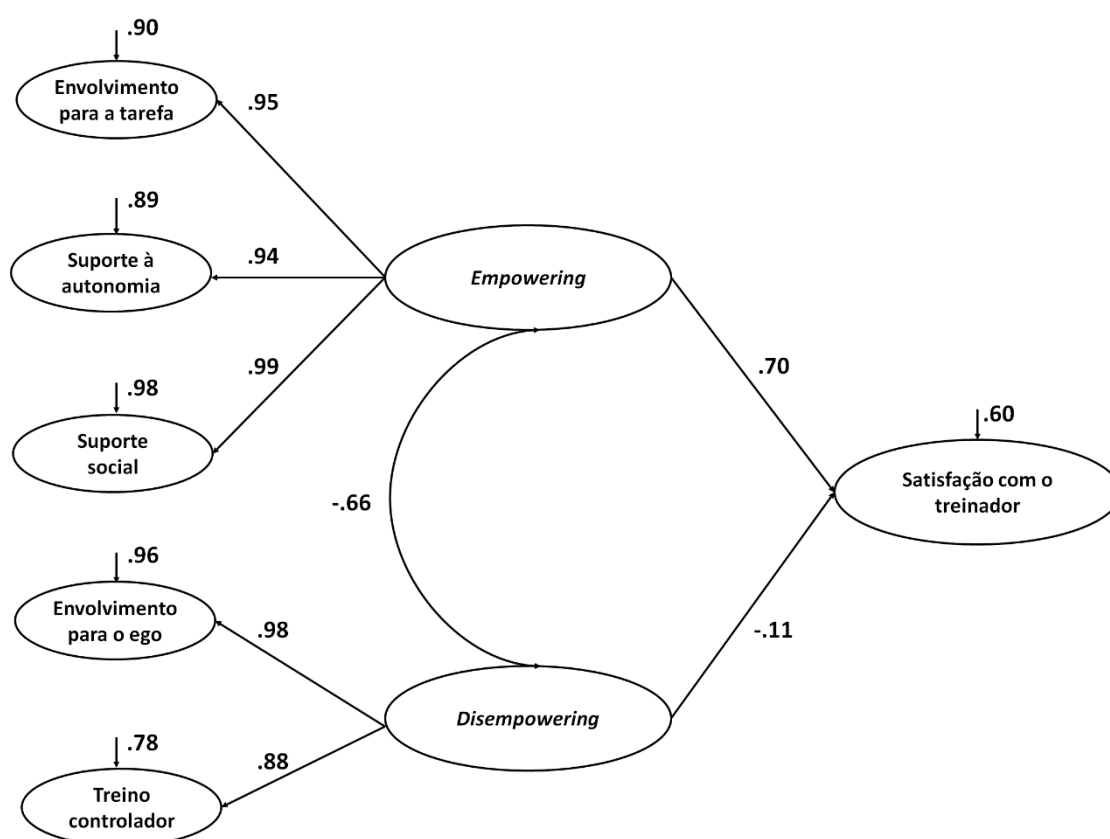 .90
Envolvimento
para a tarefa
.95
.89
Suporte à
autonomia
.94
Empowering
.99
.98
Suporte
social
.70
.60
Satisfação com o
treinador
-.66
.96
Envolvimento
para o ego
.98
-.11
Disempowering
.78
.88
Treino
controlador